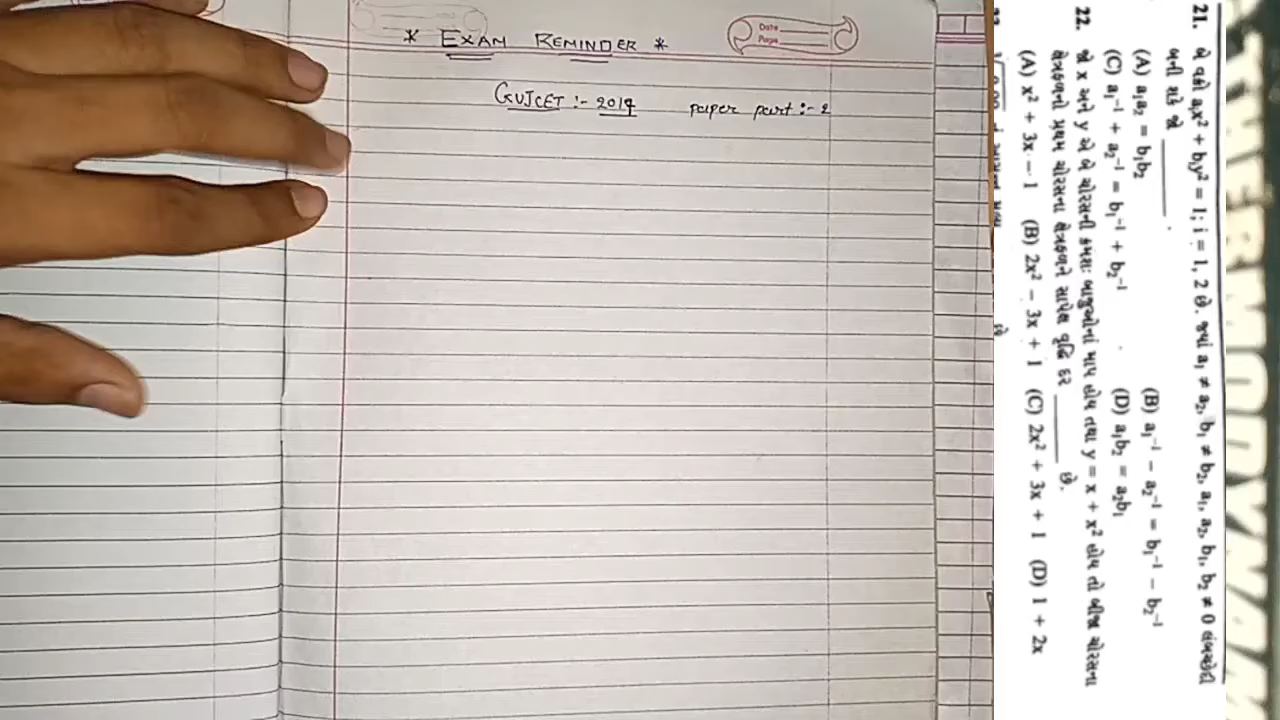 * EXAM REMINDER *
Date
Page
GUJCET :- 2019 paper part :- 2
21. બે વક્રો aᵢx² + bᵢy² = 1; i = 1, 2 છે. જ્યાં a₁ ≠ a₂, b₁ ≠ b₂, a₁, a₂, b₁, b₂ ≠ 0 લંબચ્છેદી
બની શકે જો ________ .
(A) a₁a₂ = b₁b₂ (B) a₁⁻¹ − a₂⁻¹ = b₁⁻¹ − b₂⁻¹
(C) a₁⁻¹ + a₂⁻¹ = b₁⁻¹ + b₂⁻¹ (D) a₁b₂ = a₂b₁
22. જો x અને y એ બે ચોરસની ક્રમશઃ બાજુઓનાં માપ હોય તથા y = x + x² હોય તો બીજા ચોરસના
ક્ષેત્રફળનો પ્રથમ ચોરસના ક્ષેત્રફળને સાપેક્ષ વૃદ્ધિ દર ________ છે.
(A) x² + 3x − 1 (B) 2x² − 3x + 1 (C) 2x² + 3x + 1 (D) 1 + 2x
THERMODYNAM